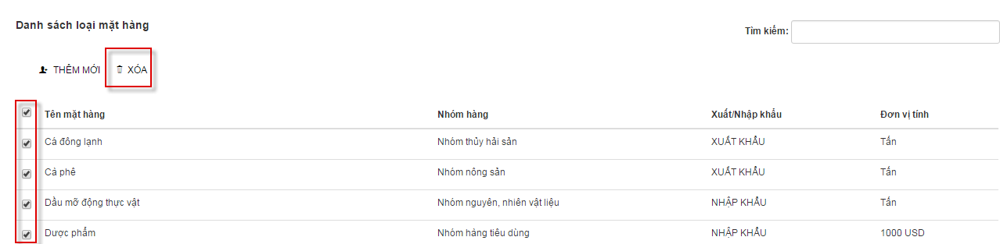 Danh sách loại mặt hàng
Tìm kiếm:
THÊM MỚI XÓA
Tên mặt hàng Nhóm hàng Xuất/Nhập khẩu Đơn vị tính
Cá đông lạnh Nhóm thủy hải sản XUẤT KHẨU Tấn
Cà phê Nhóm nông sản XUẤT KHẨU Tấn
Dầu mỡ động thực vật Nhóm nguyên, nhiên vật liệu NHẬP KHẨU Tấn
Dược phẩm Nhóm hàng tiêu dùng NHẬP KHẨU 1000 USD